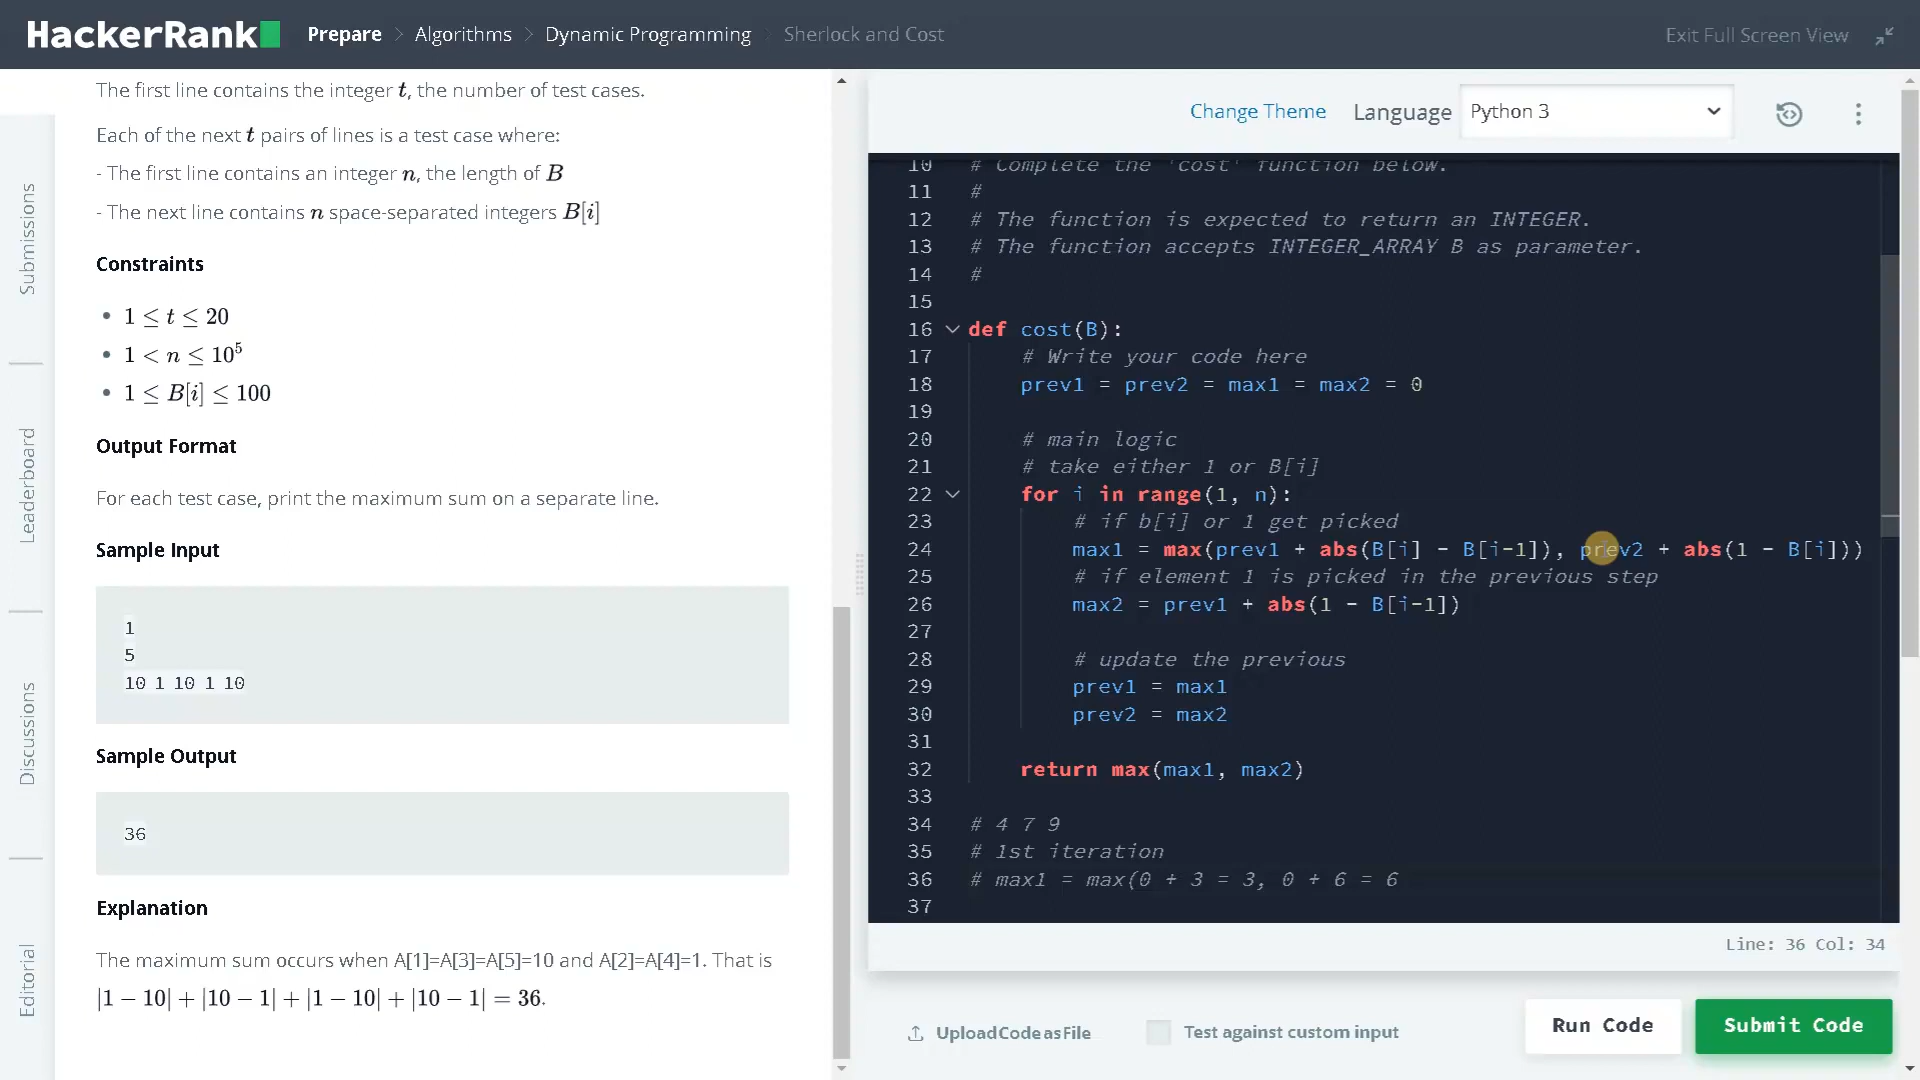 HackerRank Prepare > Algorithms > Dynamic Programming > Sherlock and Cost Exit Full Screen View
Submissions
Leaderboard
Discussions
Editorial
The first line contains the integer t, the number of test cases.
Each of the next t pairs of lines is a test case where:
- The first line contains an integer n, the length of B
- The next line contains n space-separated integers B[i]
Constraints
• 1 ≤ t ≤ 20
• 1 < n ≤ 10⁵
• 1 ≤ B[i] ≤ 100
Output Format
For each test case, print the maximum sum on a separate line.
Sample Input
1
5
10 1 10 1 10
Sample Output
36
Explanation
The maximum sum occurs when A[1]=A[3]=A[5]=10 and A[2]=A[4]=1. That is
|1 − 10| + |10 − 1| + |1 − 10| + |10 − 1| = 36.
Change Theme Language Python 3
10 # Complete the 'cost' function below.
11 #
12 # The function is expected to return an INTEGER.
13 # The function accepts INTEGER_ARRAY B as parameter.
14 #
15
16 def cost(B):
17 # Write your code here
18 prev1 = prev2 = max1 = max2 = 0
19
20 # main logic
21 # take either 1 or B[i]
22 for i in range(1, n):
23 # if b[i] or 1 get picked
24 max1 = max(prev1 + abs(B[i] - B[i-1]), prev2 + abs(1 - B[i]))
25 # if element 1 is picked in the previous step
26 max2 = prev1 + abs(1 - B[i-1])
27
28 # update the previous
29 prev1 = max1
30 prev2 = max2
31
32 return max(max1, max2)
33
34 # 4 7 9
35 # 1st iteration
36 # max1 = max(0 + 3 = 3, 0 + 6 = 6
37
Line: 36 Col: 34
Upload Code as File Test against custom input Run Code Submit Code